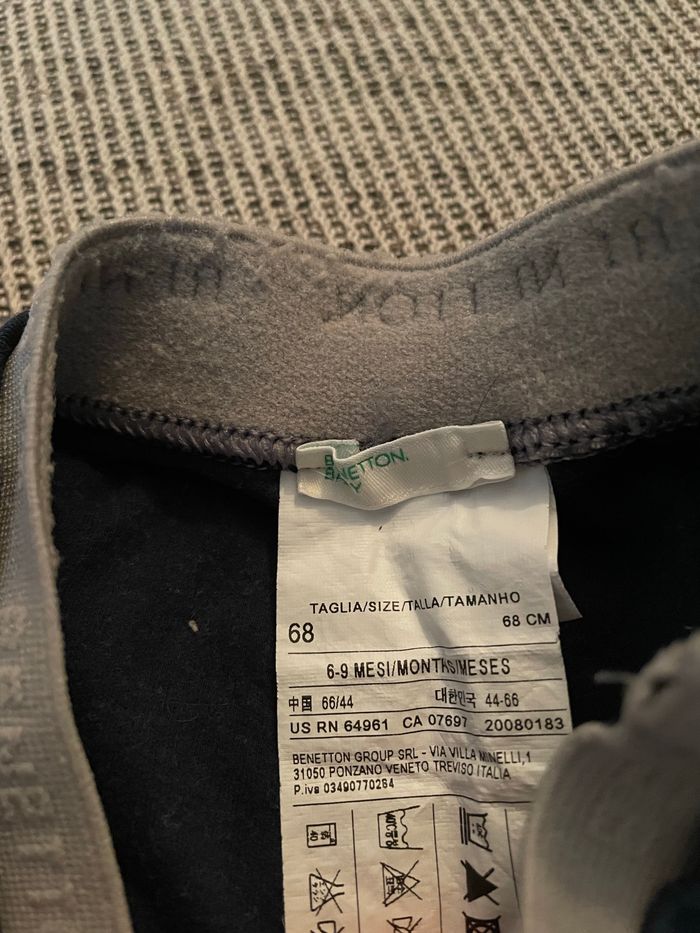 BENETTON.
TAGLIA/SIZE/TALLA/TAMANHO
68 68 CM
6-9 MESI/MONTHS/MESES
中国 66/44 대한민국 44-66
US RN 64961 CA 07697 20080183
BENETTON GROUP SRL - VIA VILLA MINELLI,1
31050 PONZANO VENETO TREVISO ITALIA
P.iva 03490770264
40